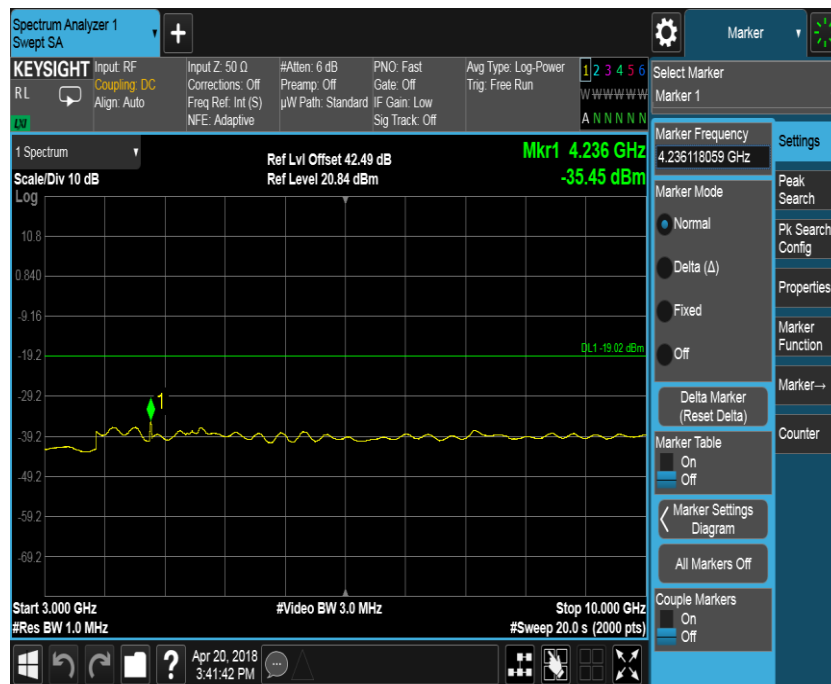 Spectrum Analyzer 1
Swept SA
Marker
KEYSIGHT
RL
LXI
Input: RF
Coupling: DC
Align: Auto
Input Z: 50 Ω
Corrections: Off
Freq Ref: Int (S)
NFE: Adaptive
#Atten: 6 dB
Preamp: Off
µW Path: Standard
PNO: Fast
Gate: Off
IF Gain: Low
Sig Track: Off
Avg Type: Log-Power
Trig: Free Run
1 2 3 4 5 6
W W W W W W
A N N N N N
Select Marker
Marker 1
1 Spectrum
Scale/Div 10 dB
Log
Ref Lvl Offset 42.49 dB
Ref Level 20.84 dBm
Mkr1 4.236 GHz
-35.45 dBm
10.8
0.840
-9.16
-19.2
-29.2
-39.2
-49.2
-59.2
-69.2
DL1 -19.02 dBm
1
Start 3.000 GHz
#Res BW 1.0 MHz
#Video BW 3.0 MHz
Stop 10.000 GHz
#Sweep 20.0 s (2000 pts)
Marker Frequency
4.236118059 GHz
Marker Mode
Normal
Delta (Δ)
Fixed
Off
Delta Marker
(Reset Delta)
Marker Table
On
Off
Marker Settings
Diagram
All Markers Off
Couple Markers
On
Off
Settings
Peak
Search
Pk Search
Config
Properties
Marker
Function
Marker→
Counter
?
Apr 20, 2018
3:41:42 PM